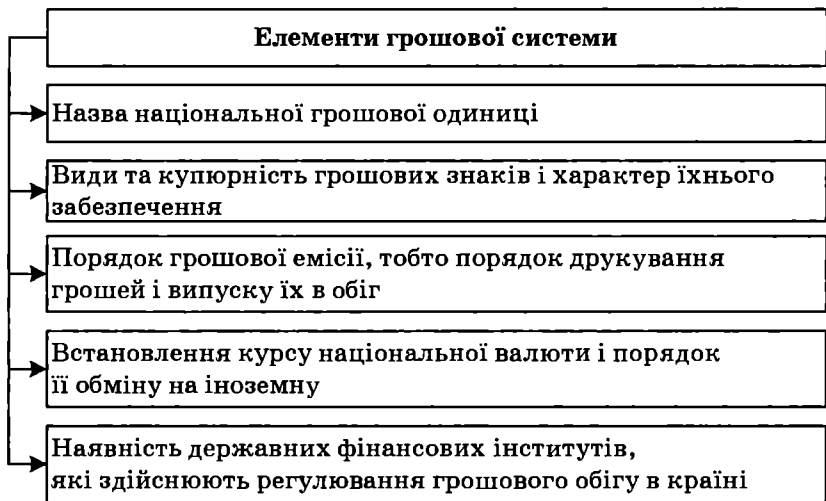 Елементи грошової системи
Назва національної грошової одиниці
Види та купюрність грошових знаків і характер їхнього
забезпечення
Порядок грошової емісії, тобто порядок друкування
грошей і випуску їх в обіг
Встановлення курсу національної валюти і порядок
її обміну на іноземну
Наявність державних фінансових інститутів,
які здійснюють регулювання грошового обігу в країні